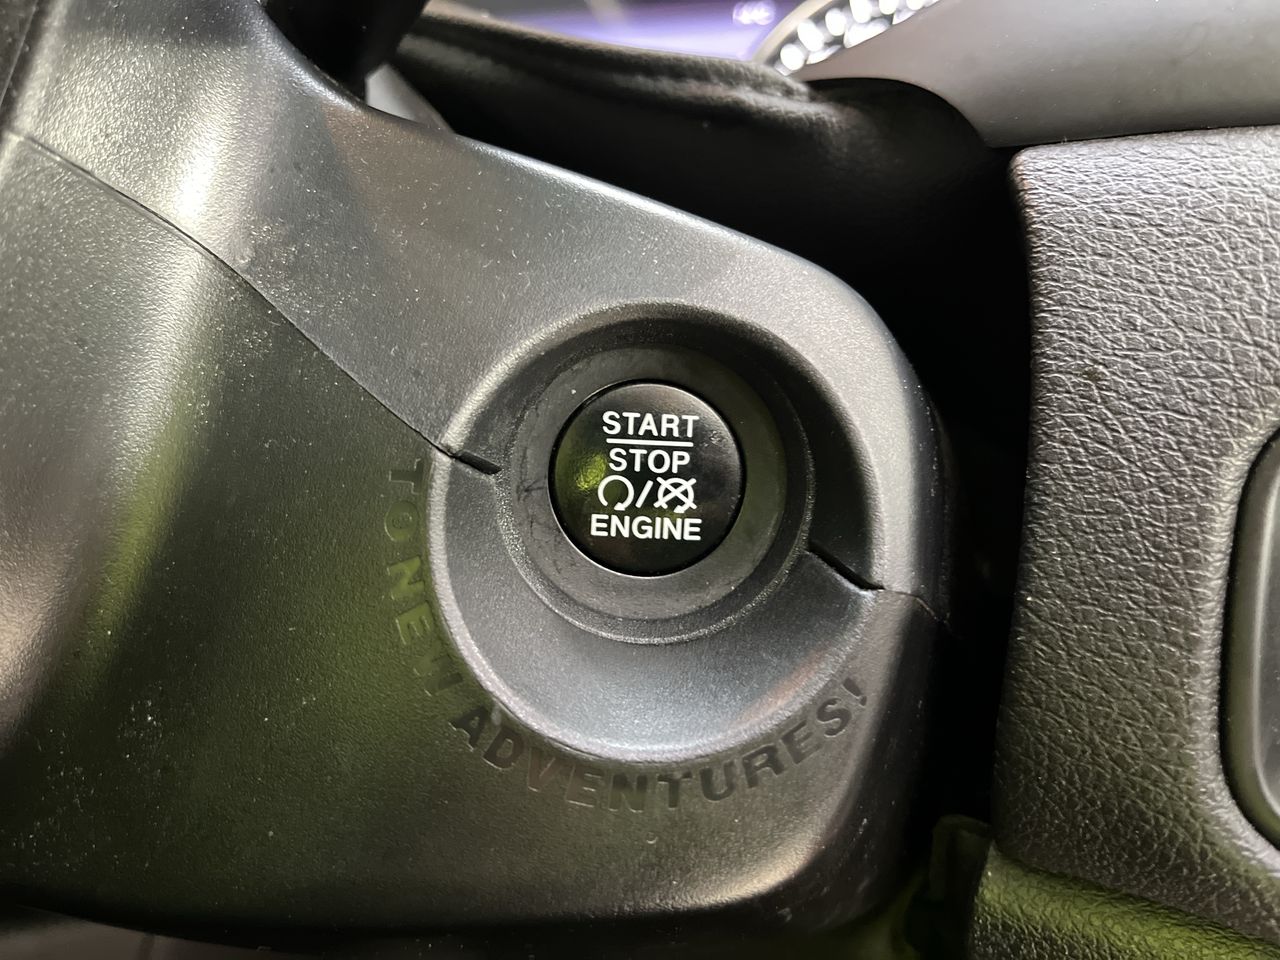 START
STOP
ENGINE
TO NEW ADVENTURES!